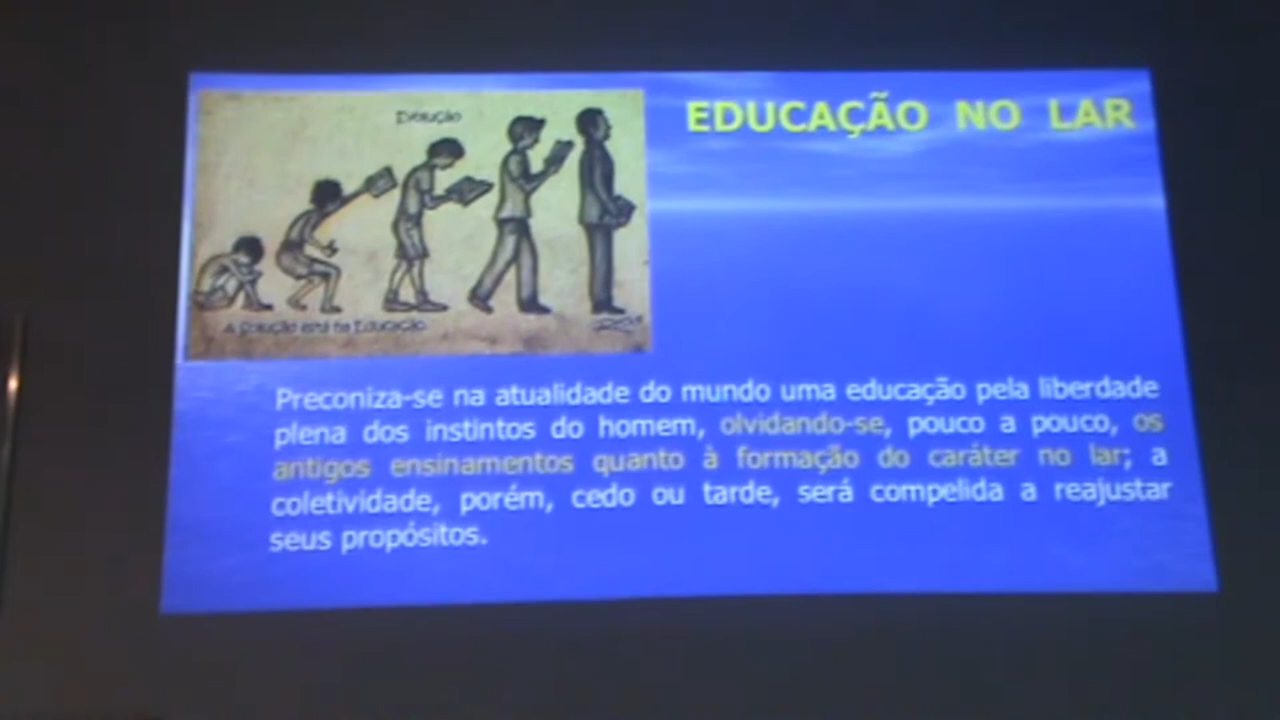 Evolução
EDUCAÇÃO NO LAR
A Solução está na Educação.
Preconiza-se na atualidade do mundo uma educação pela liberdade
plena dos instintos do homem, olvidando-se, pouco a pouco, os
antigos ensinamentos quanto à formação do caráter no lar; a
coletividade, porém, cedo ou tarde, será compelida a reajustar
seus propósitos.